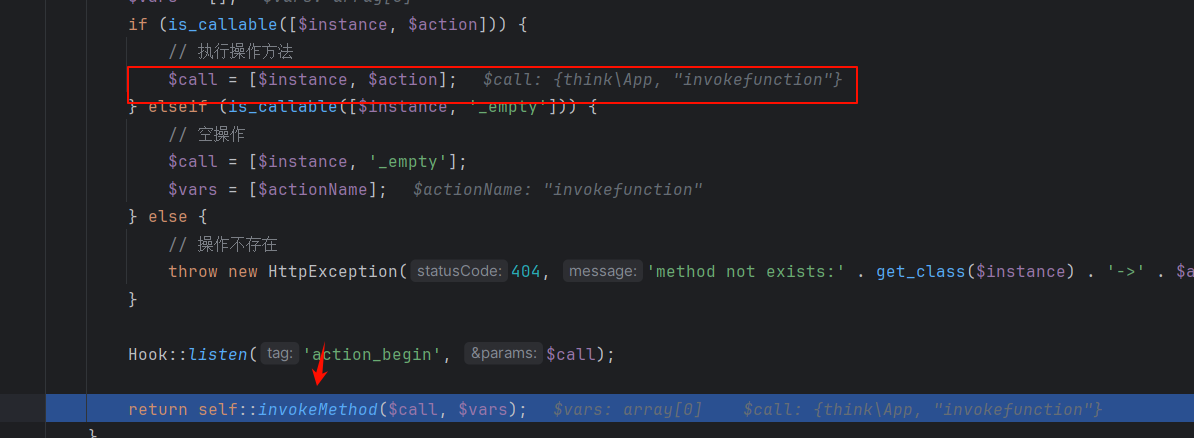 $vars = []; $vars: array[0]
if (is_callable([$instance, $action])) {
// 执行操作方法
$call = [$instance, $action]; $call: {think\App, "invokefunction"}
} elseif (is_callable([$instance, '_empty'])) {
// 空操作
$call = [$instance, '_empty'];
$vars = [$actionName]; $actionName: "invokefunction"
} else {
// 操作不存在
throw new HttpException( statusCode: 404, message: 'method not exists:' . get_class($instance) . '->' . $a
}
Hook::listen( tag: 'action_begin', &params: $call);
return self::invokeMethod($call, $vars); $vars: array[0] $call: {think\App, "invokefunction"}
}